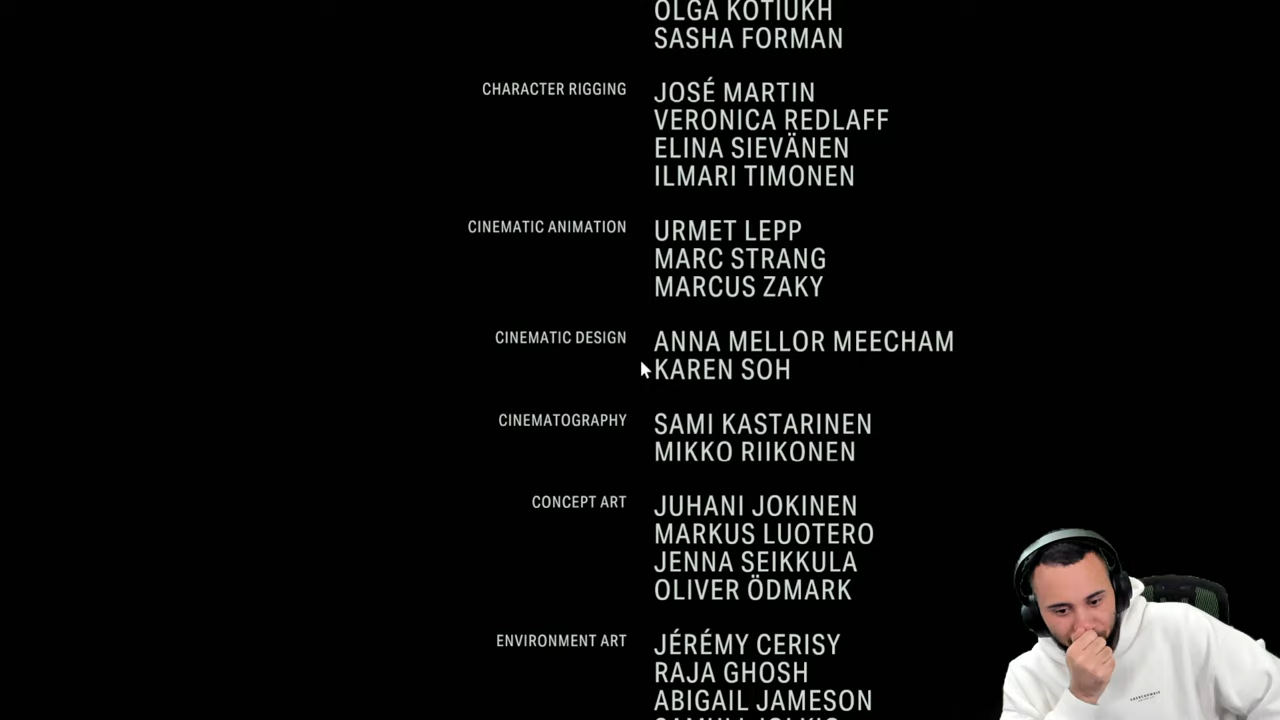 OLGA KOTIUKH
SASHA FORMAN
CHARACTER RIGGING JOSÉ MARTIN
VERONICA REDLAFF
ELINA SIEVÄNEN
ILMARI TIMONEN
CINEMATIC ANIMATION URMET LEPP
MARC STRANG
MARCUS ZAKY
CINEMATIC DESIGN ANNA MELLOR MEECHAM
KAREN SOH
CINEMATOGRAPHY SAMI KASTARINEN
MIKKO RIIKONEN
CONCEPT ART JUHANI JOKINEN
MARKUS LUOTERO
JENNA SEIKKULA
OLIVER ÖDMARK
ENVIRONMENT ART JÉRÉMY CERISY
RAJA GHOSH
ABIGAIL JAMESON